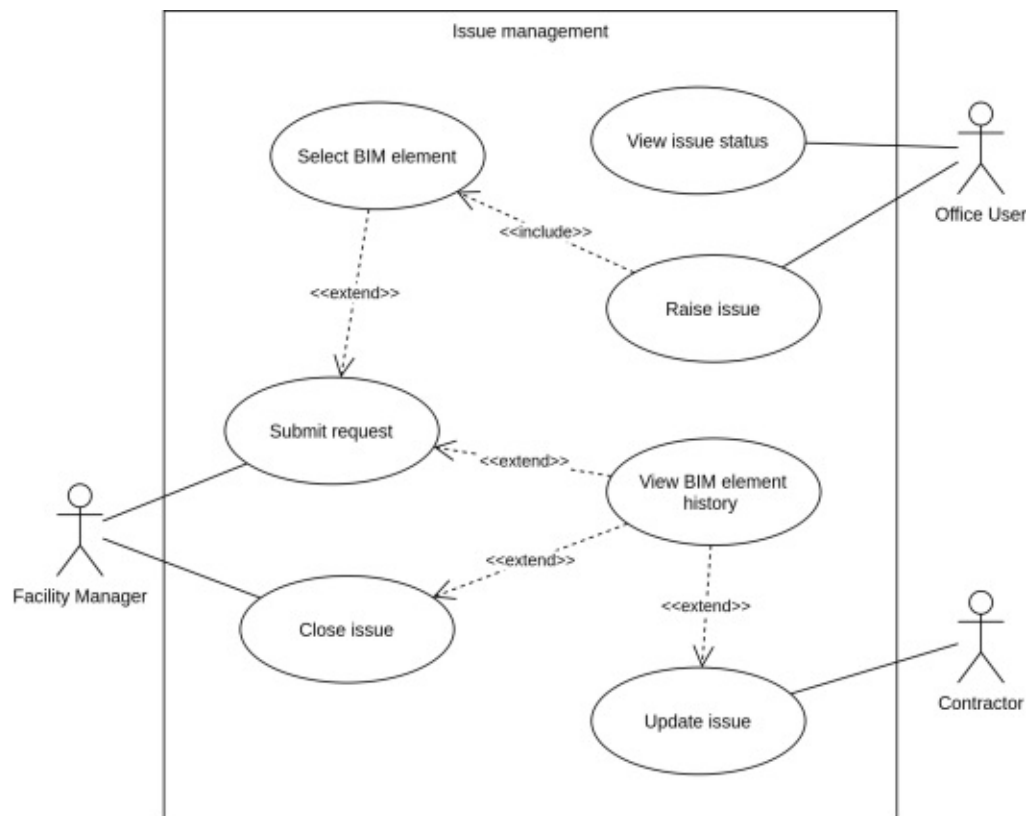 Issue management
Select BIM element
View issue status
Office User
<<include>>
<<extend>>
Raise issue
Submit request
<<extend>>
View BIM element
history
Facility Manager
<<extend>>
Close issue
<<extend>>
Contractor
Update issue